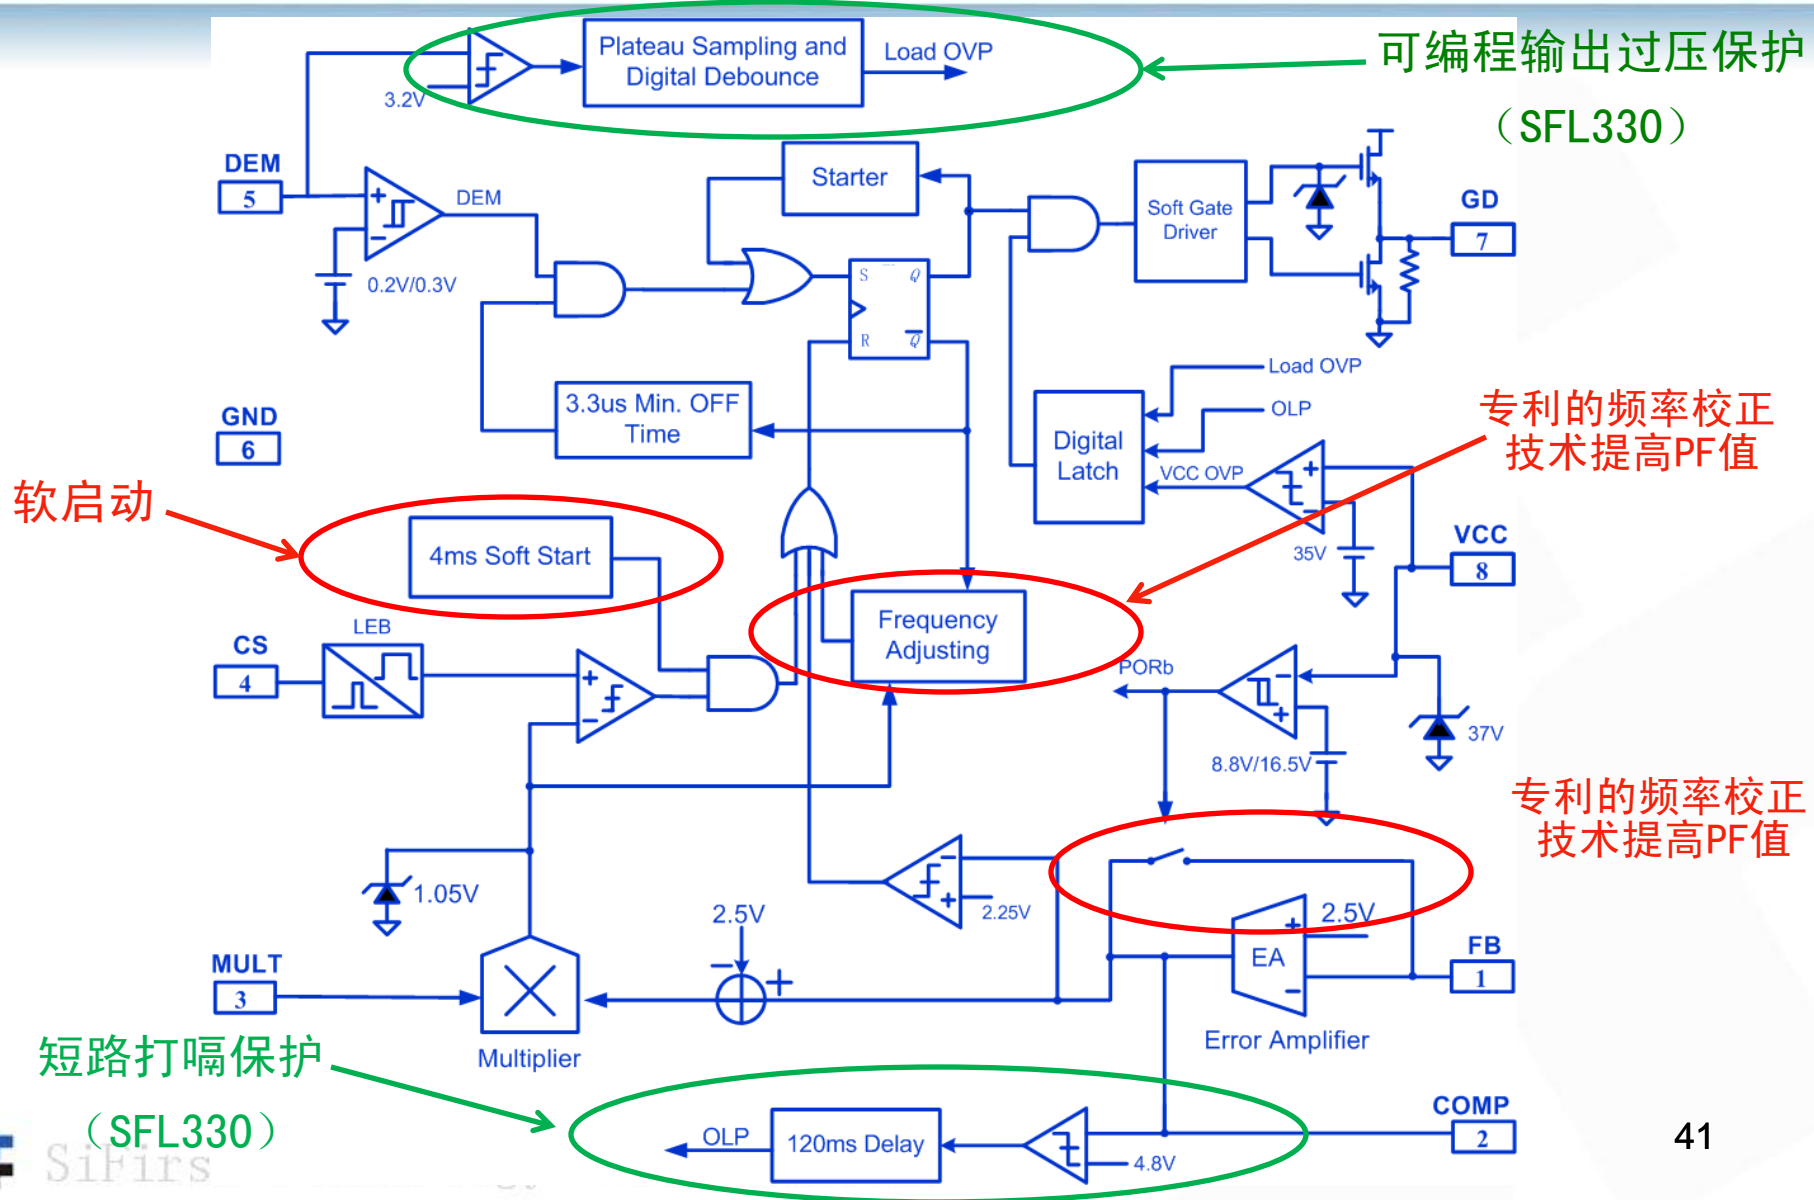 Plateau Sampling and
Digital Debounce
Load OVP
3.2V
可编程输出过压保护
（SFL330）
DEM
5
DEM
0.2V/0.3V
Starter
S Q
R Q
Soft Gate
Driver
GD
7
3.3us Min. OFF
Time
GND
6
Load OVP
OLP
Digital
Latch
VCC OVP
35V
专利的频率校正
技术提高PF值
VCC
8
软启动
4ms Soft Start
Frequency
Adjusting
CS
4
LEB
PORb
8.8V/16.5V
37V
专利的频率校正
技术提高PF值
1.05V
2.25V
2.5V
− +
2.5V
EA
Error Amplifier
FB
1
MULT
3
Multiplier
短路打嗝保护
（SFL330）
OLP
120ms Delay
4.8V
COMP
2
SiFirs
41